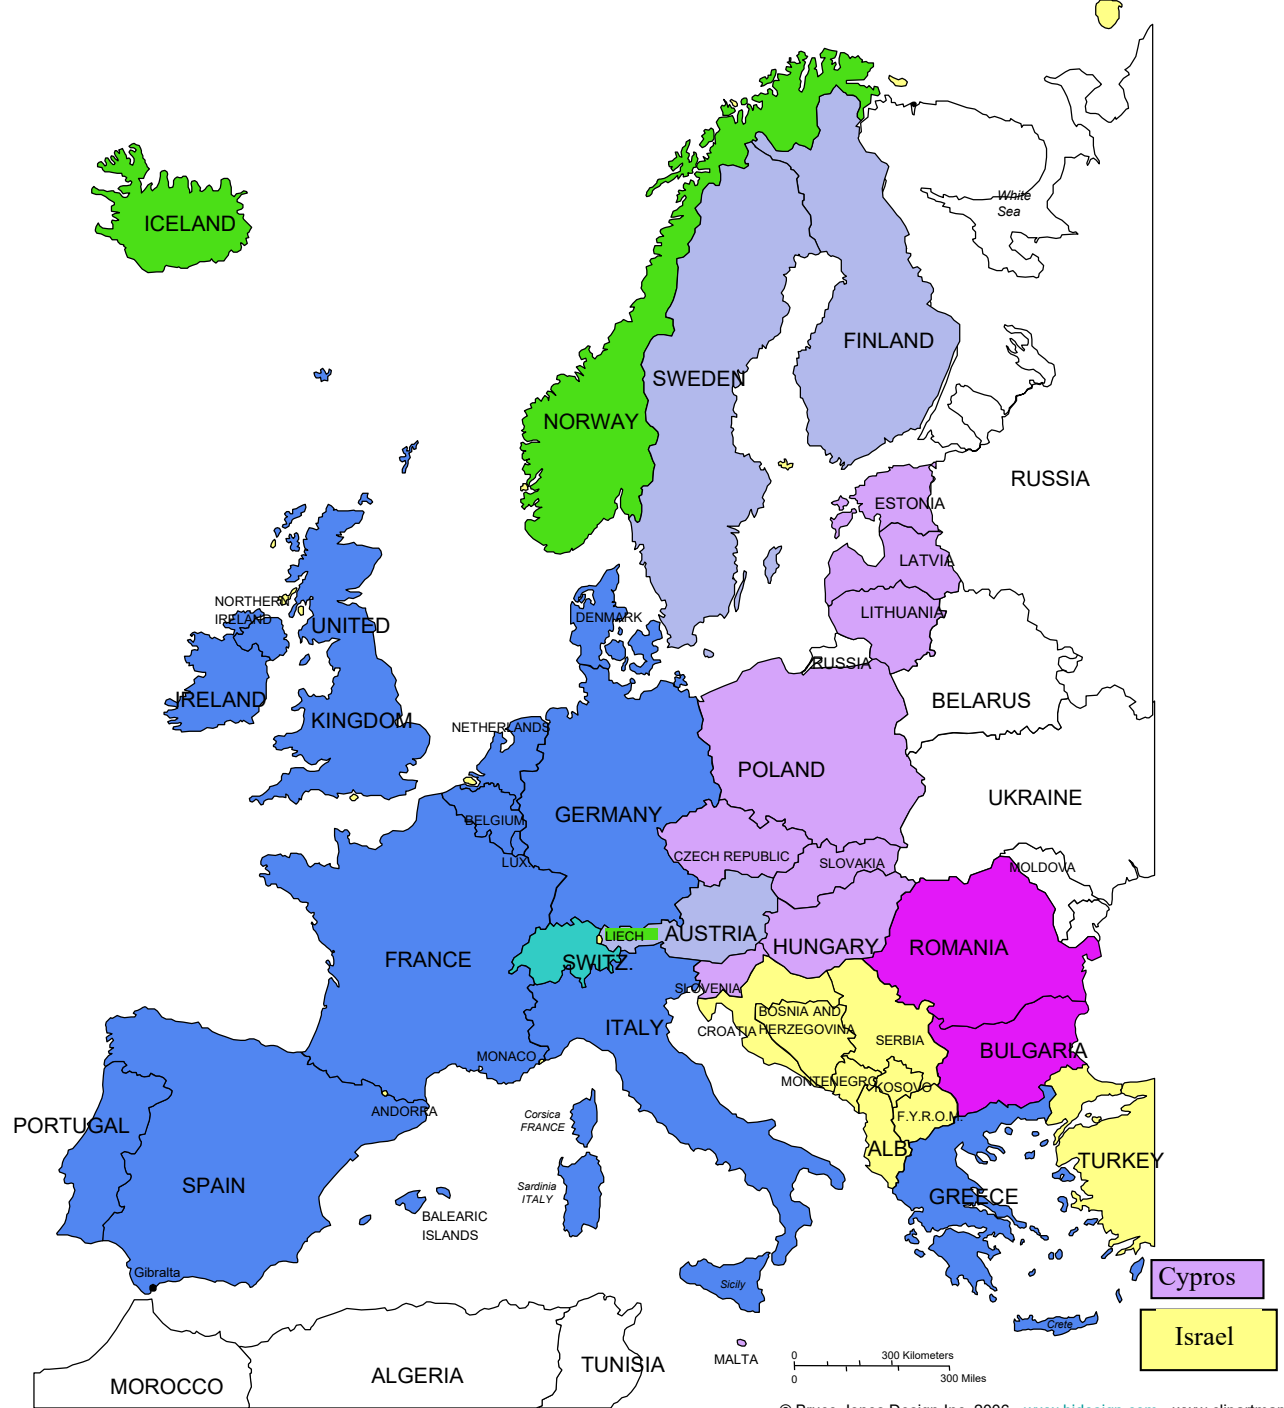 White
Sea
ICELAND
FINLAND
SWEDEN
NORWAY
RUSSIA
ESTONIA
LATVIA
LITHUANIA
NORTHERN
IRELAND
UNITED
KINGDOM
DENMARK
RUSSIA
IRELAND
BELARUS
NETHERLANDS
POLAND
UKRAINE
GERMANY
BELGIUM
LUX.
CZECH REPUBLIC
SLOVAKIA
MOLDOVA
LIECH
AUSTRIA
HUNGARY
ROMANIA
FRANCE
SWITZ.
SLOVENIA
ITALY
CROATIA
BOSNIA AND
HERZEGOVINA
SERBIA
BULGARIA
MONACO
MONTENEGRO
KOSOVO
ANDORRA
Corsica
FRANCE
F.Y.R.O.M.
PORTUGAL
ALB
TURKEY
SPAIN
Sardinia
ITALY
GREECE
BALEARIC
ISLANDS
Gibralta
Sicily
Cypros
Crete
Israel
MALTA
0 300 Kilometers
0 300 Miles
TUNISIA
ALGERIA
MOROCCO